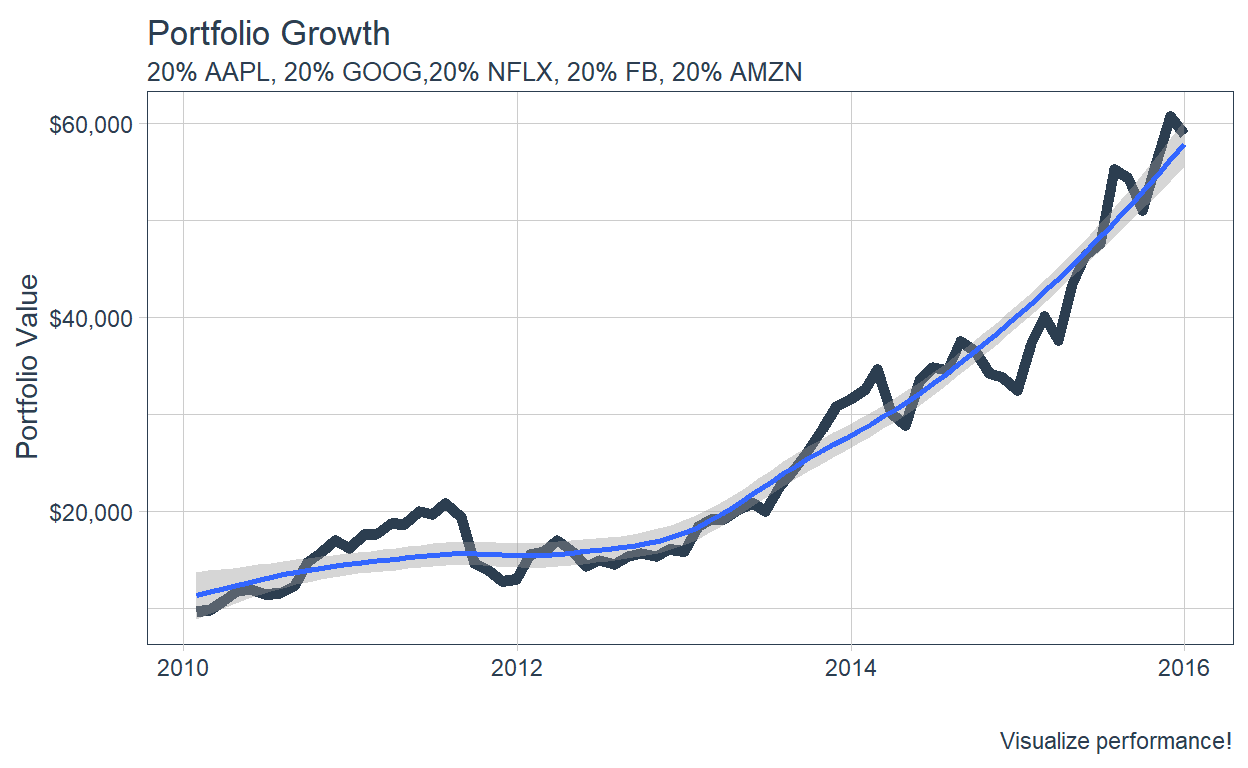 Portfolio Growth
20% AAPL, 20% GOOG,20% NFLX, 20% FB, 20% AMZN
Portfolio Value
$60,000
$40,000
$20,000
2010 2012 2014 2016
Visualize performance!